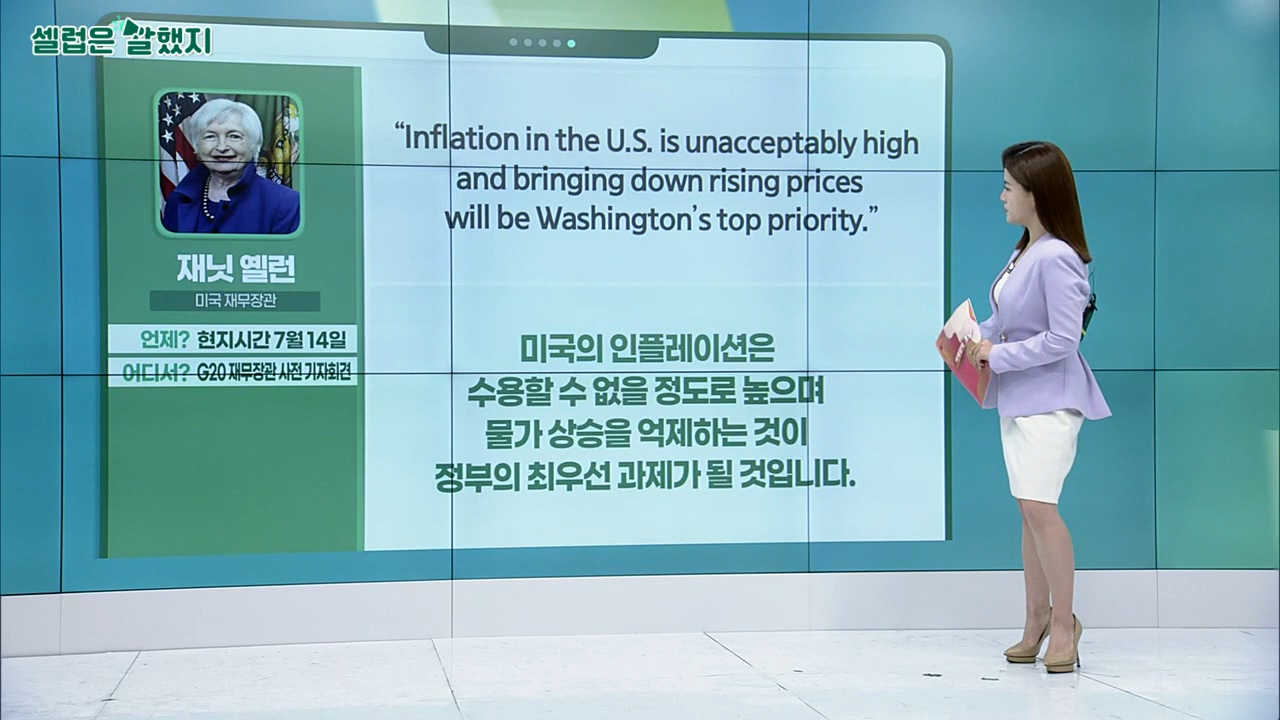 셀럽은 쌀했지
재닛 옐런
미국 재무장관
언제? 현지시간 7월 14일
어디서? G20 재무장관 사전 기자회견
“Inflation in the U.S. is unacceptably high
and bringing down rising prices
will be Washington’s top priority.”
미국의 인플레이션은
수용할 수 없을 정도로 높으며
물가 상승을 억제하는 것이
정부의 최우선 과제가 될 것입니다.